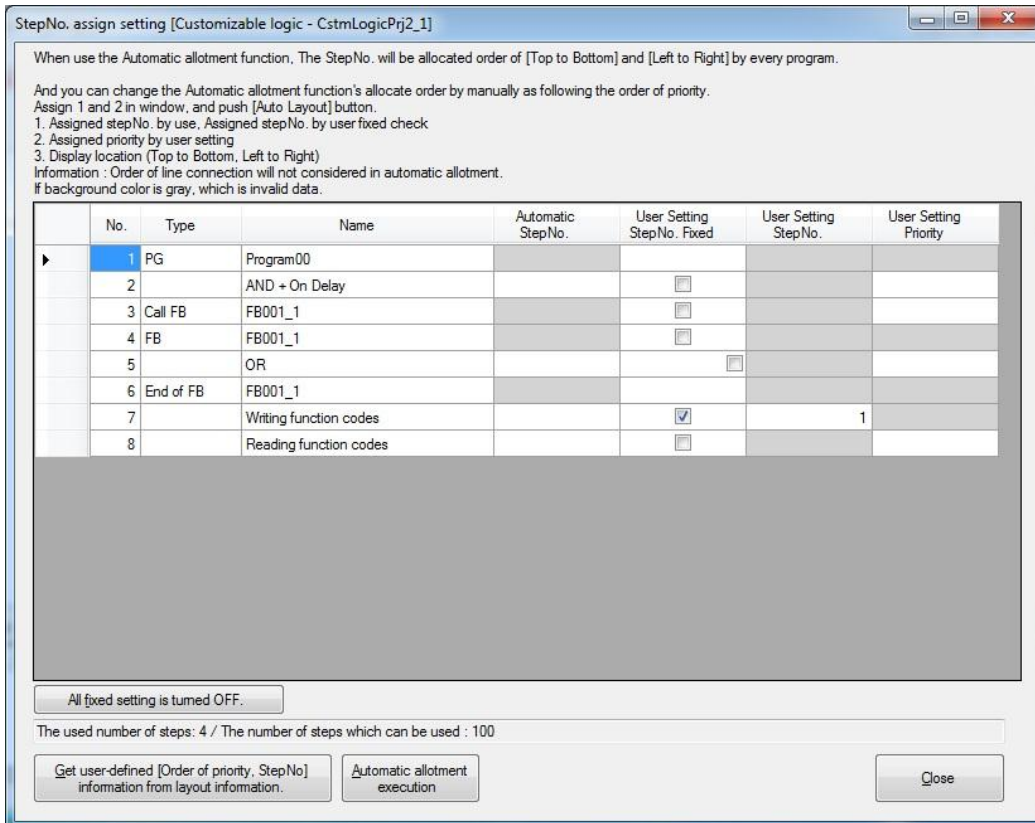 StepNo. assign setting [Customizable logic - CstmLogicPrj2_1]
When use the Automatic allotment function, The StepNo. will be allocated order of [Top to Bottom] and [Left to Right] by every program.
And you can change the Automatic allotment function's allocate order by manually as following the order of priority.
Assign 1 and 2 in window, and push [Auto Layout] button.
1. Assigned stepNo. by use, Assigned stepNo. by user fixed check
2. Assigned priority by user setting
3. Display location (Top to Bottom, Left to Right)
Information : Order of line connection will not considered in automatic allotment.
If background color is gray, which is invalid data.
No. Type Name Automatic StepNo. User Setting StepNo. Fixed User Setting StepNo. User Setting Priority
1 PG Program00
2 AND + On Delay
3 Call FB FB001_1
4 FB FB001_1
5 OR
6 End of FB FB001_1
7 Writing function codes 1
8 Reading function codes
All fixed setting is turned OFF.
The used number of steps: 4 / The number of steps which can be used : 100
Get user-defined [Order of priority, StepNo]
information from layout information.
Automatic allotment
execution
Close